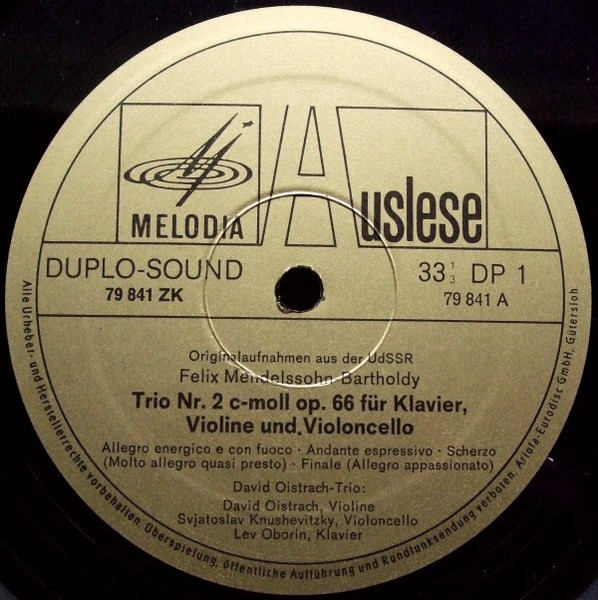 MELODIA
Auslese
DUPLO-SOUND
79 841 ZK
33 1/3 DP 1
79 841 A
Originalaufnahmen aus der UdSSR
Felix Mendelssohn-Bartholdy
Trio Nr. 2 c-moll op. 66 für Klavier,
Violine und Violoncello
Allegro energico e con fuoco · Andante espressivo · Scherzo
(Molto allegro quasi presto) · Finale (Allegro appassionato)
David Oistrach-Trio:
David Oistrach, Violine
Svjatoslav Knushevitzky, Violoncello
Lev Oborin, Klavier
Alle Urheber- und Herstellerrechte vorbehalten. Überspielung, öffentliche Aufführung und Rundfunksendung verboten. Ariola-Eurodisc GmbH, Gütersloh